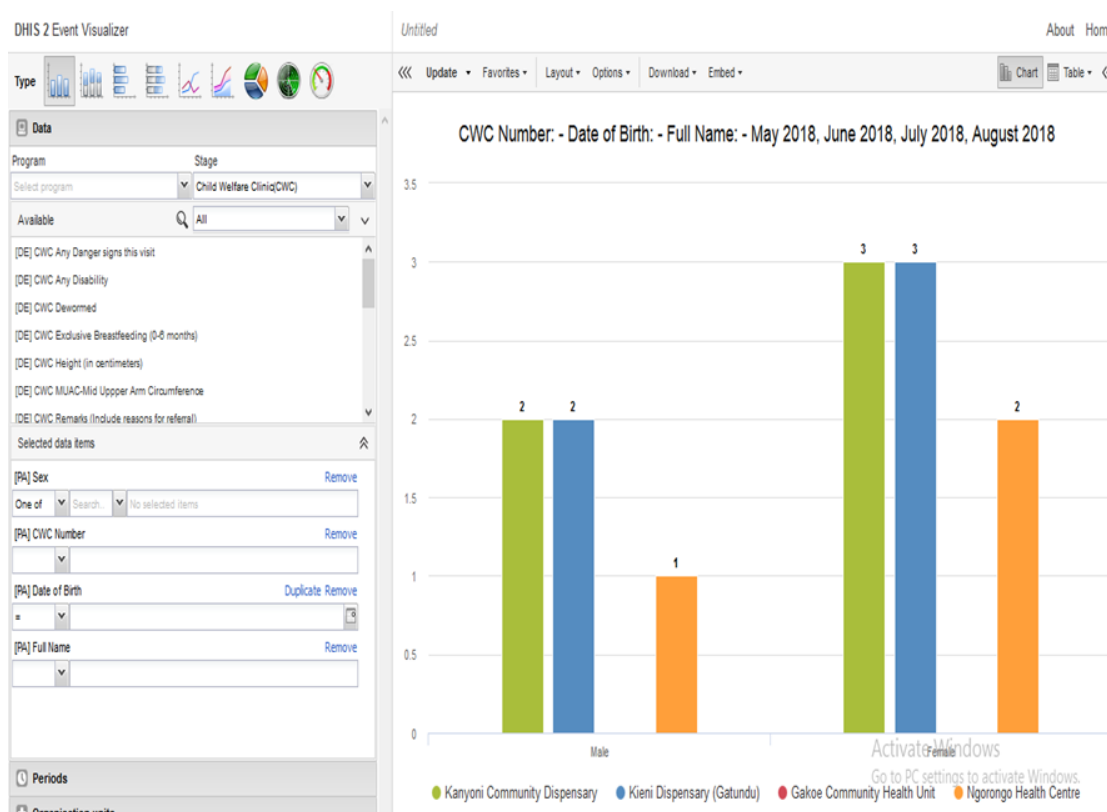 DHIS 2 Event Visualizer
Untitled
About Hom
Type
Update Favorites Layout Options Download Embed
Chart Table
Data
Program Stage
Select program Child Welfare Clinic(CWC)
Available All
[DE] CWC Any Danger signs this visit
[DE] CWC Any Disability
[DE] CWC Dewormed
[DE] CWC Exclusive Breastfeeding (0-6 months)
[DE] CWC Height (in centimeters)
[DE] CWC MUAC-Mid Uppper Arm Circumference
[DE] CWC Remarks (Include reasons for referral)
Selected data items
[PA] Sex Remove
One of Search.. No selected items
[PA] CWC Number Remove
[PA] Date of Birth Duplicate Remove
=
[PA] Full Name Remove
Periods
Organisation units
CWC Number: - Date of Birth: - Full Name: - May 2018, June 2018, July 2018, August 2018
3.5
3
2.5
2
1.5
1
0.5
0
2
2
1
3
3
2
Male
Female
Activate Windows
Go to PC settings to activate Windows.
Kanyoni Community Dispensary Kieni Dispensary (Gatundu) Gakoe Community Health Unit Ngorongo Health Centre